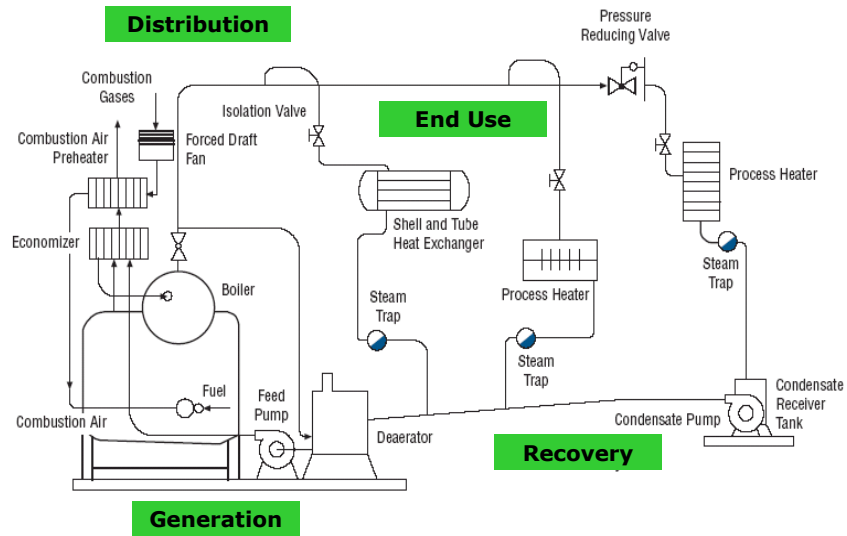 Distribution
Pressure
Reducing Valve
Combustion
Gases
Isolation Valve
End Use
Combustion Air
Preheater
Forced Draft
Fan
Process Heater
Shell and Tube
Heat Exchanger
Economizer
Steam
Trap
Boiler
Process Heater
Steam
Trap
Steam
Trap
Fuel
Feed
Pump
Condensate
Receiver
Tank
Combustion Air
Deaerator
Condensate Pump
Recovery
Generation